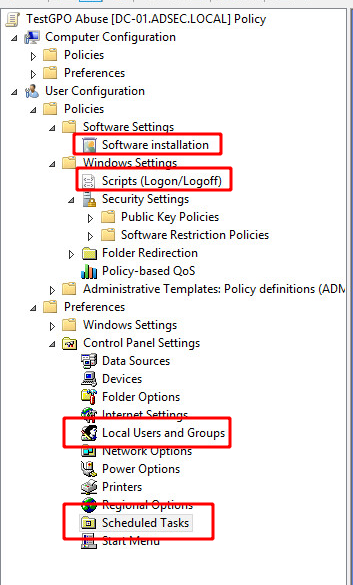 TestGPO Abuse [DC-01.ADSEC.LOCAL] Policy
Computer Configuration
Policies
Preferences
User Configuration
Policies
Software Settings
Software installation
Windows Settings
Scripts (Logon/Logoff)
Security Settings
Public Key Policies
Software Restriction Policies
Folder Redirection
Policy-based QoS
Administrative Templates: Policy definitions (ADM
Preferences
Windows Settings
Control Panel Settings
Data Sources
Devices
Folder Options
Internet Settings
Local Users and Groups
Network Options
Power Options
Printers
Regional Options
Scheduled Tasks
Start Menu